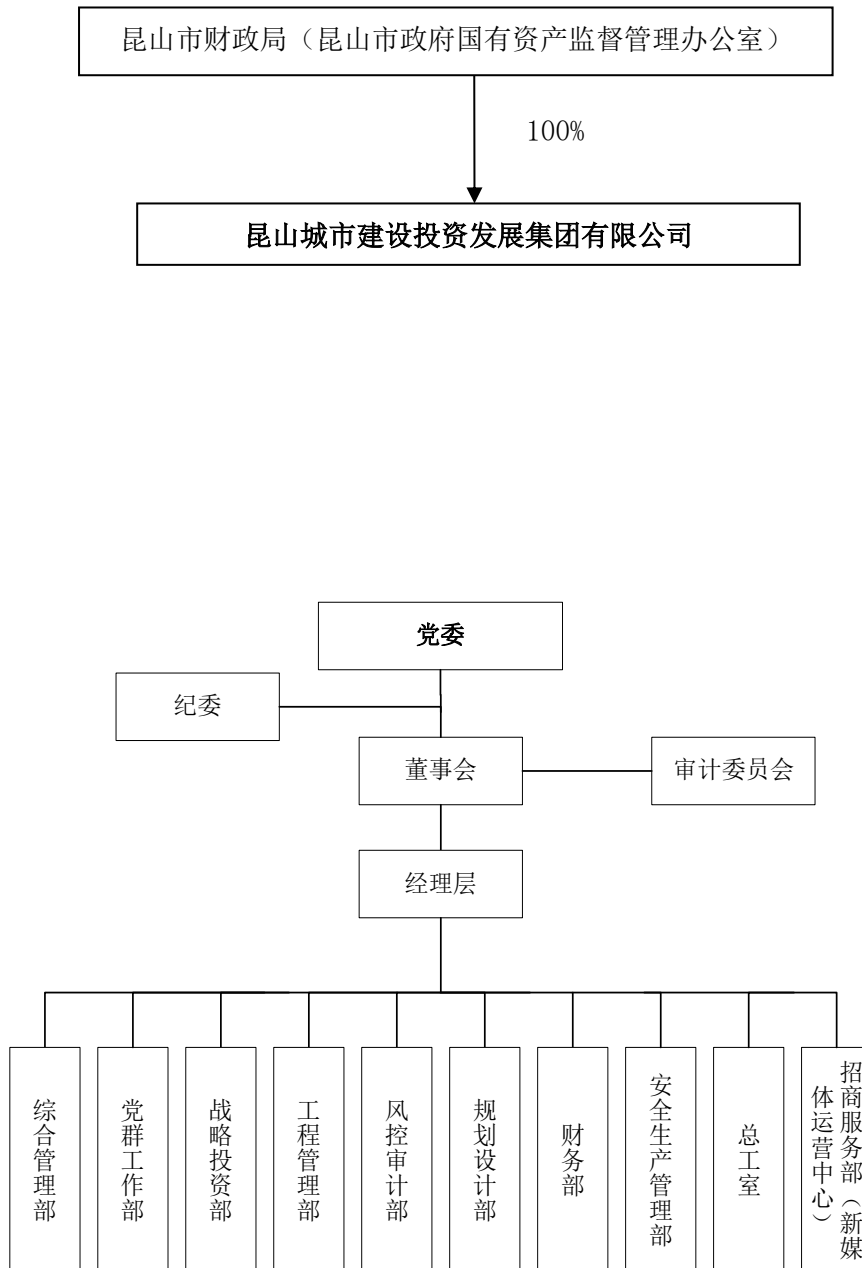 昆山市财政局（昆山市政府国有资产监督管理办公室）
100%
昆山城市建设投资发展集团有限公司
党委
纪委
董事会
审计委员会
经理层
综合管理部
党群工作部
战略投资部
工程管理部
风控审计部
规划设计部
财务部
安全生产管理部
总工室
招商服务部（新媒
体运营中心）